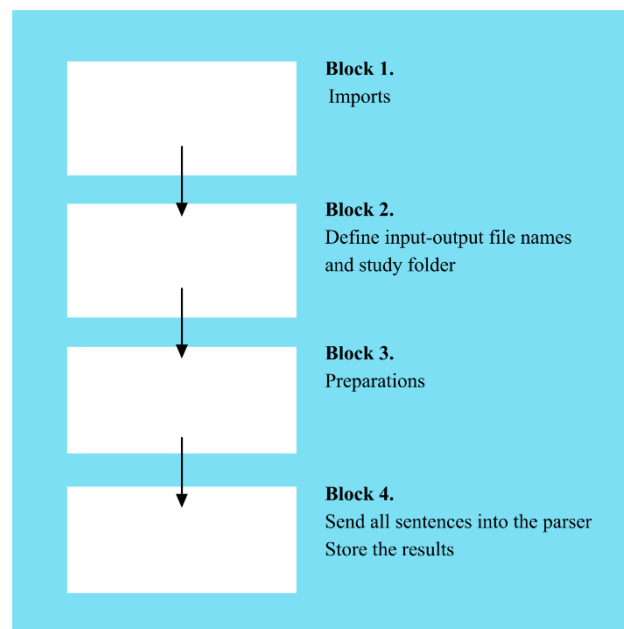 Block 1.
Imports
Block 2.
Define input-output file names
and study folder
Block 3.
Preparations
Block 4.
Send all sentences into the parser
Store the results